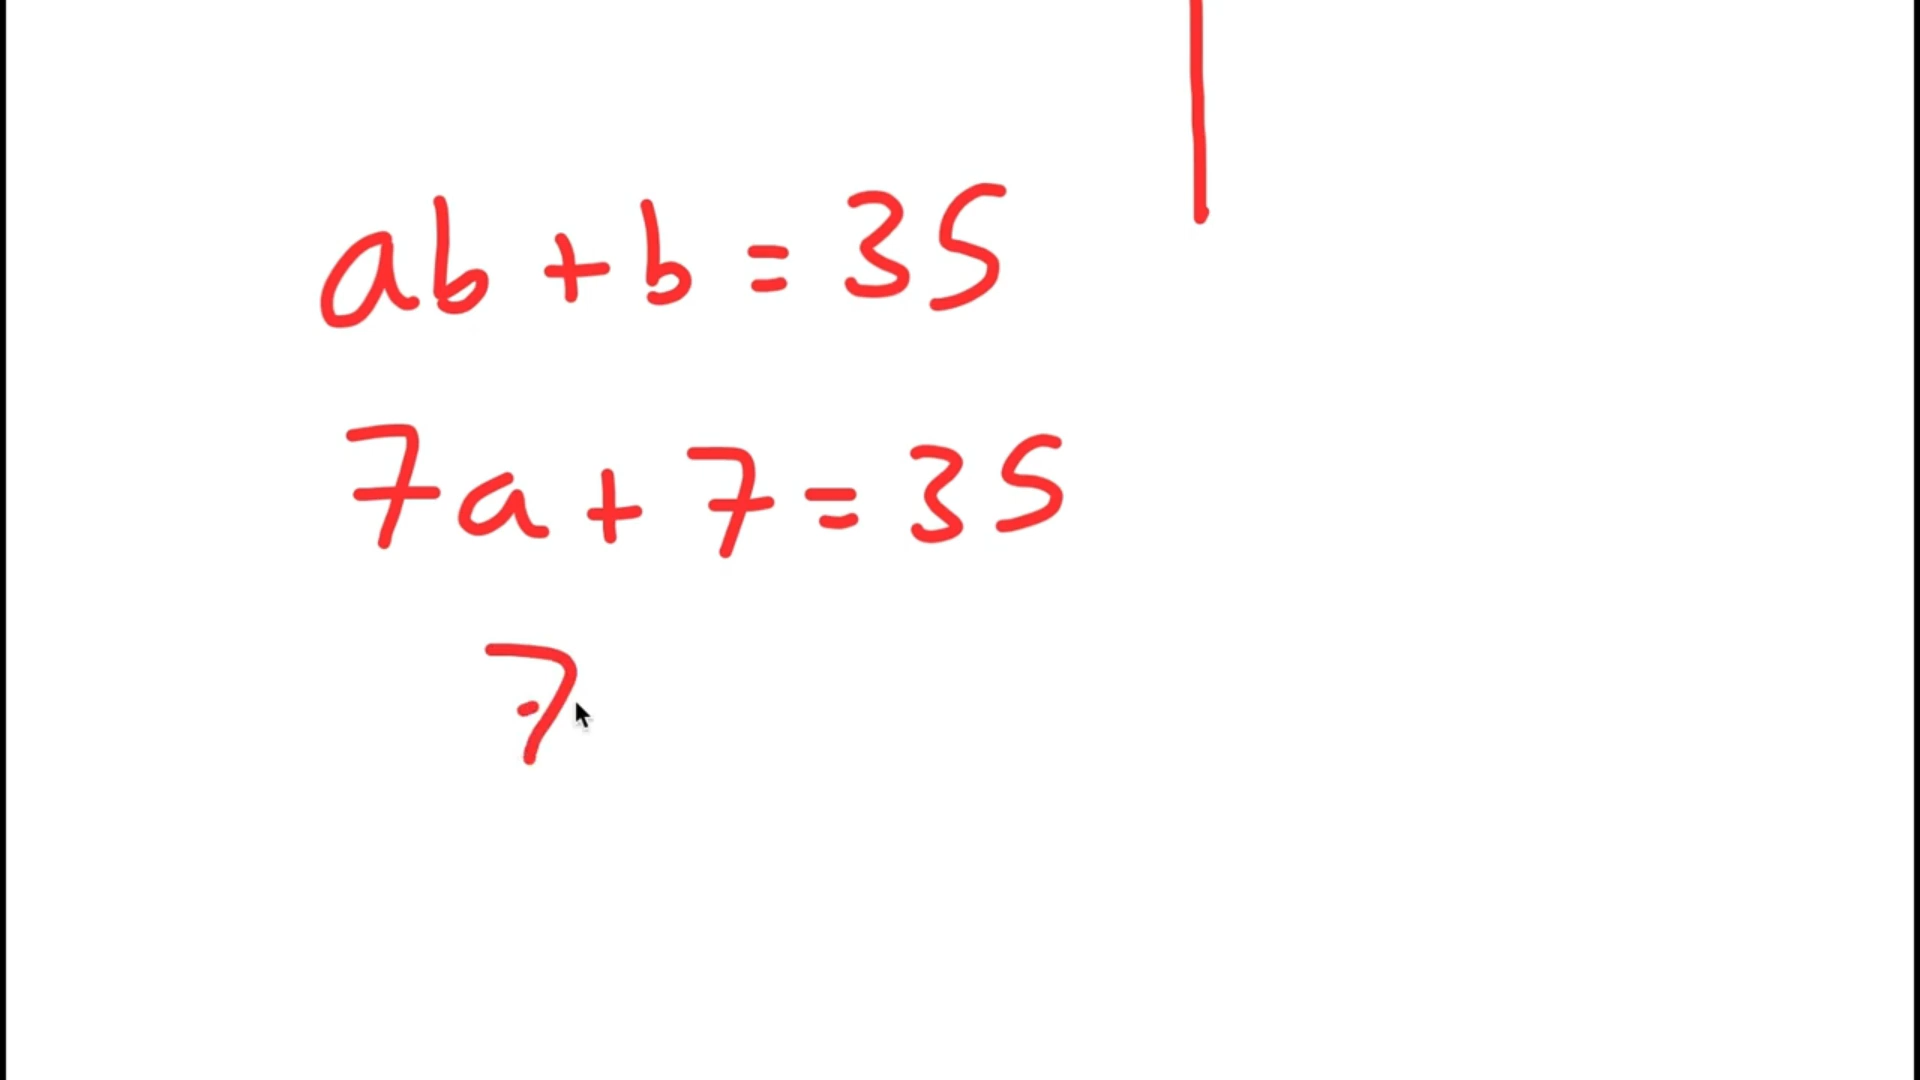 ab + b = 35
7a + 7 = 35
7